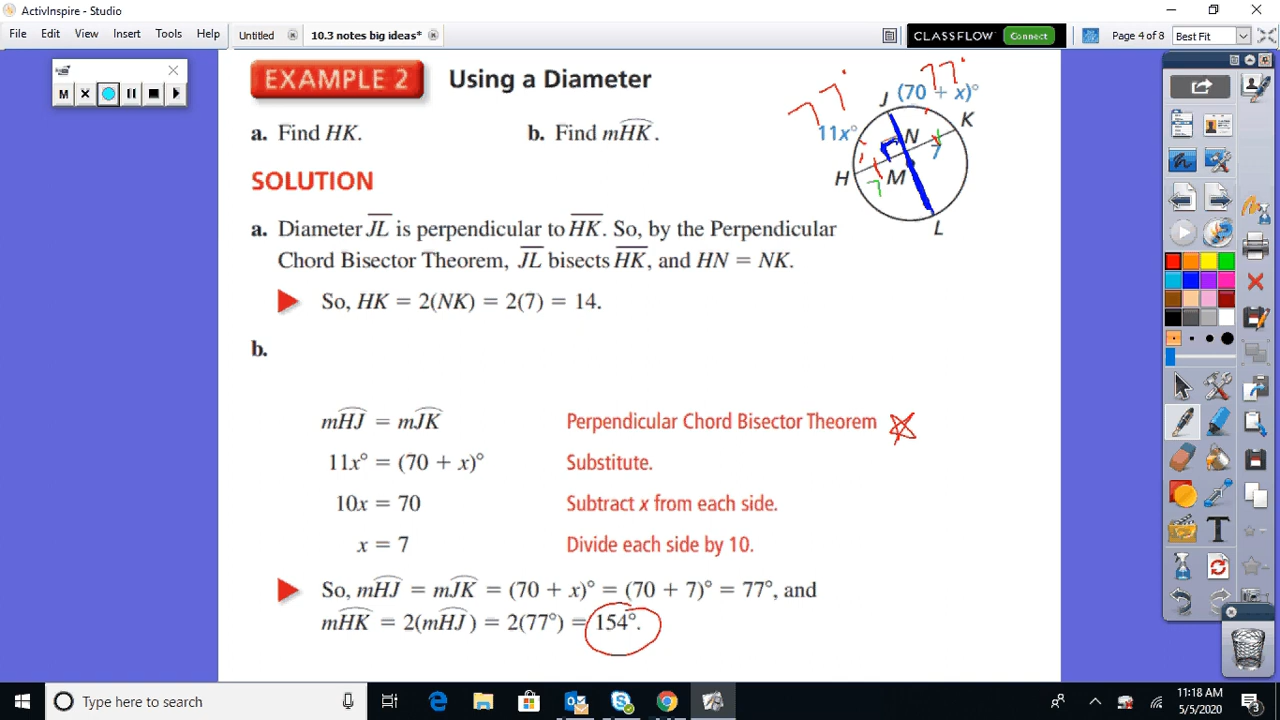 ActivInspire - Studio
File Edit View Insert Tools Help
Untitled
10.3 notes big ideas*
CLASSFLOW Connect
Page 4 of 8
Best Fit
M
EXAMPLE 2 Using a Diameter
a. Find HK. b. Find mHK.
77°
77°
J (70 + x)°
11x°
K
N
7
H
M
7
L
SOLUTION
a. Diameter JL is perpendicular to HK. So, by the Perpendicular
Chord Bisector Theorem, JL bisects HK, and HN = NK.
So, HK = 2(NK) = 2(7) = 14.
b.
mHJ = mJK Perpendicular Chord Bisector Theorem
11x° = (70 + x)° Substitute.
10x = 70 Subtract x from each side.
x = 7 Divide each side by 10.
So, mHJ = mJK = (70 + x)° = (70 + 7)° = 77°, and
mHK = 2(mHJ) = 2(77°) = 154°.
Type here to search
11:18 AM
5/5/2020
3